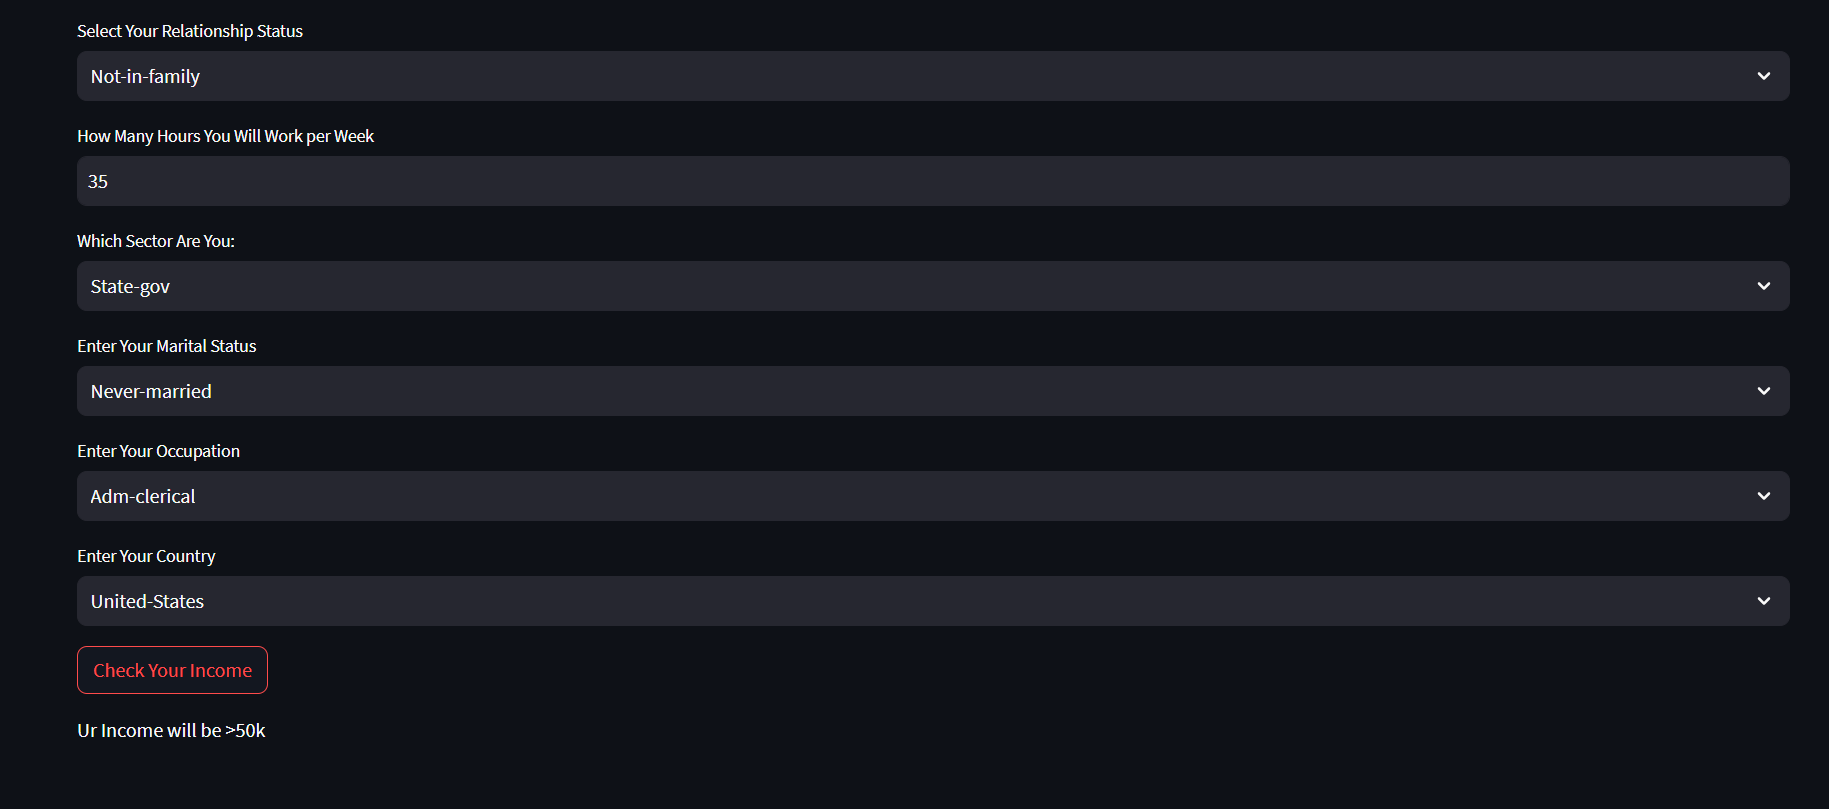 Select Your Relationship Status
Not-in-family
How Many Hours You Will Work per Week
35
Which Sector Are You:
State-gov
Enter Your Marital Status
Never-married
Enter Your Occupation
Adm-clerical
Enter Your Country
United-States
Check Your Income
Ur Income will be >50k